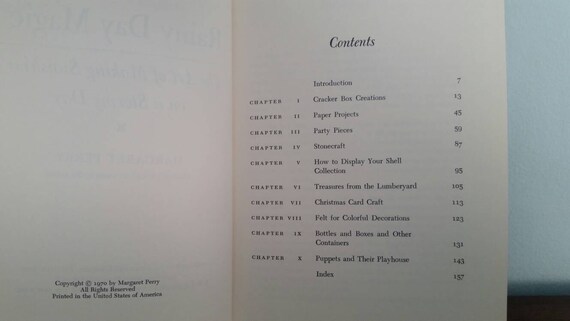 Copyright © 1970 by Margaret Perry
All Rights Reserved
Printed in the United States of America
Contents
Introduction 7
CHAPTER I Cracker Box Creations 13
CHAPTER II Paper Projects 45
CHAPTER III Party Pieces 59
CHAPTER IV Stonecraft 87
CHAPTER V How to Display Your Shell
Collection 95
CHAPTER VI Treasures from the Lumberyard 105
CHAPTER VII Christmas Card Craft 113
CHAPTER VIII Felt for Colorful Decorations 123
CHAPTER IX Bottles and Boxes and Other
Containers 131
CHAPTER X Puppets and Their Playhouse 143
Index 157